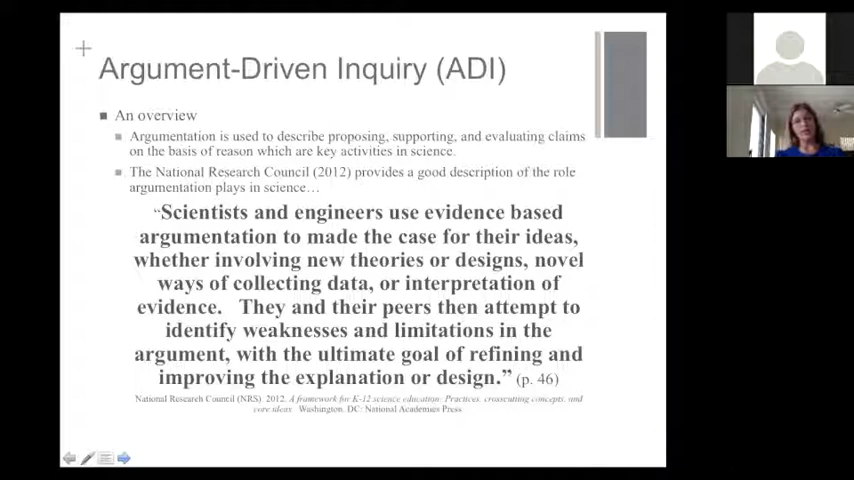 Argument-Driven Inquiry (ADI)
An overview
Argumentation is used to describe proposing, supporting, and evaluating claims
on the basis of reason which are key activities in science.
The National Research Council (2012) provides a good description of the role
argumentation plays in science…
“Scientists and engineers use evidence based
argumentation to made the case for their ideas,
whether involving new theories or designs, novel
ways of collecting data, or interpretation of
evidence. They and their peers then attempt to
identify weaknesses and limitations in the
argument, with the ultimate goal of refining and
improving the explanation or design.” (p. 46)
National Research Council (NRS). 2012. A framework for K-12 science education: Practices, crosscutting concepts, and
core ideas. Washington, DC: National Academies Press.